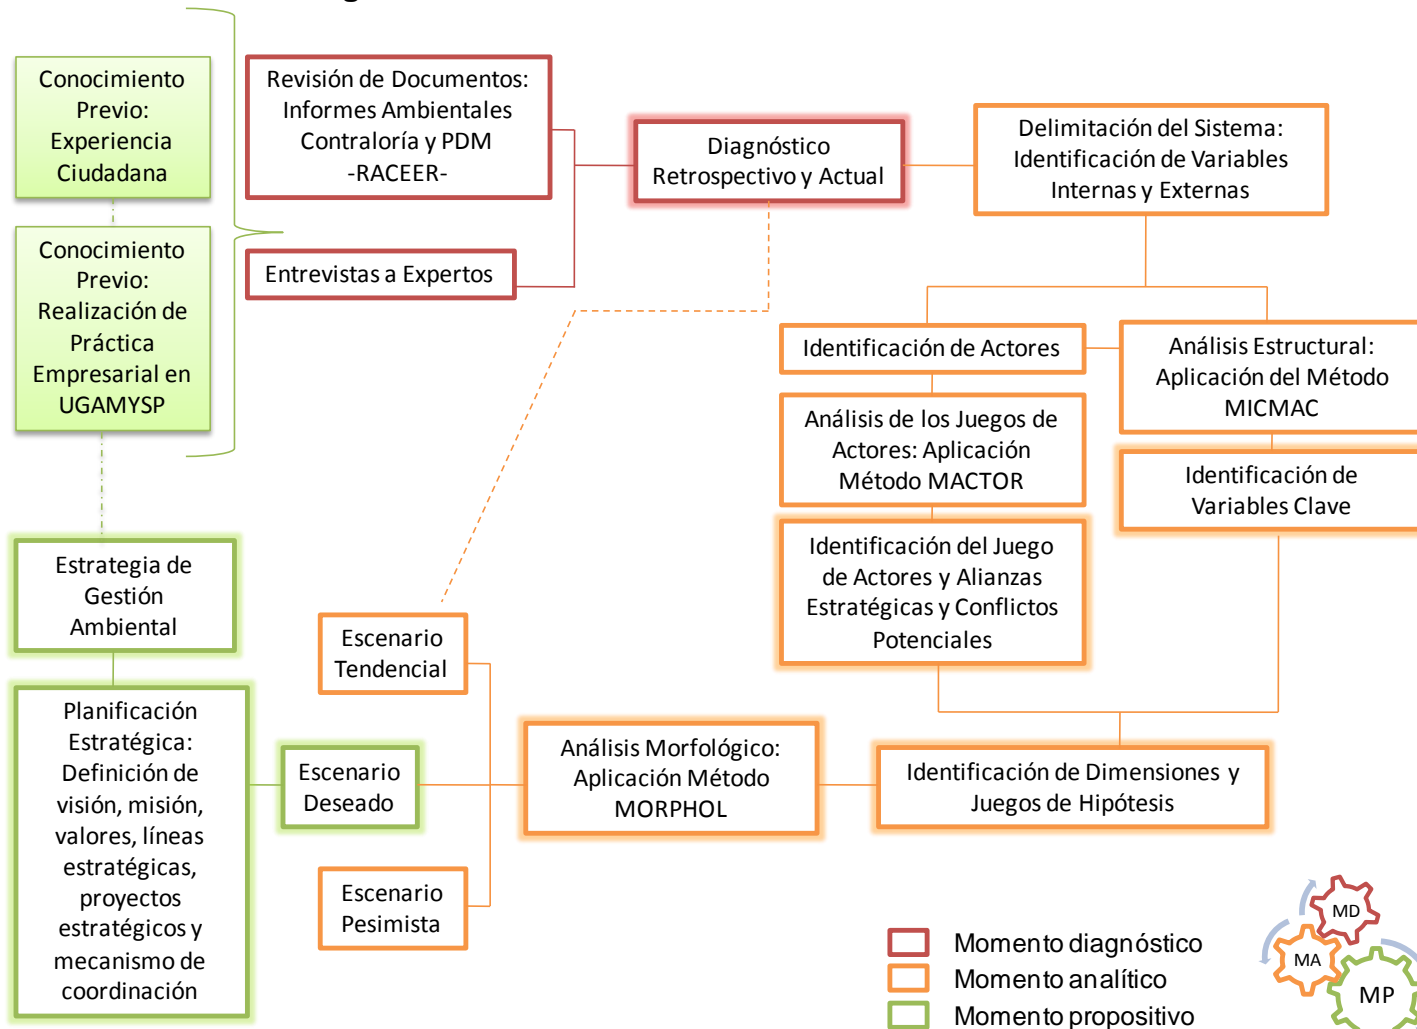 Conocimiento
Previo:
Experiencia
Ciudadana
Revisión de Documentos:
Informes Ambientales
Contraloría y PDM
-RACEER-
Diagnóstico
Retrospectivo y Actual
Delimitación del Sistema:
Identificación de Variables
Internas y Externas
Conocimiento
Previo:
Realización de
Práctica
Empresarial en
UGAMYSP
Entrevistas a Expertos
Identificación de Actores
Análisis Estructural:
Aplicación del Método
MICMAC
Análisis de los Juegos de
Actores: Aplicación
Método MACTOR
Identificación de
Variables Clave
Identificación del Juego
de Actores y Alianzas
Estratégicas y Conflictos
Potenciales
Estrategia de
Gestión
Ambiental
Escenario
Tendencial
Planificación
Estratégica:
Definición de
visión, misión,
valores, líneas
estratégicas,
proyectos
estratégicos y
mecanismo de
coordinación
Escenario
Deseado
Análisis Morfológico:
Aplicación Método
MORPHOL
Identificación de Dimensiones y
Juegos de Hipótesis
Escenario
Pesimista
Momento diagnóstico
Momento analítico
Momento propositivo
MD
MA
MP